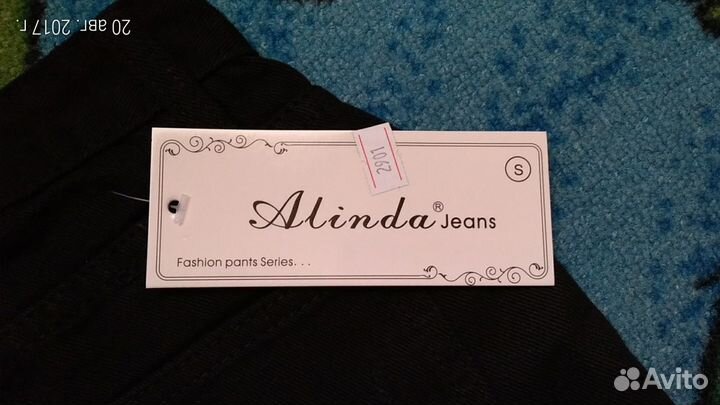 20 авг. 2017 г.
2901
S
Alinda® Jeans
Fashion pants Series. . .
Avito